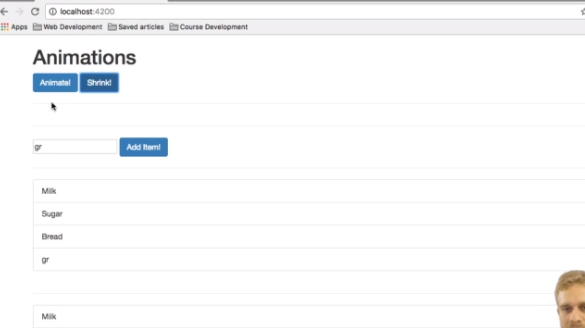 localhost:4200
Apps Web Development Saved articles Course Development
Animations
Animate! Shrink!
gr Add Item!
Milk
Sugar
Bread
gr
Milk